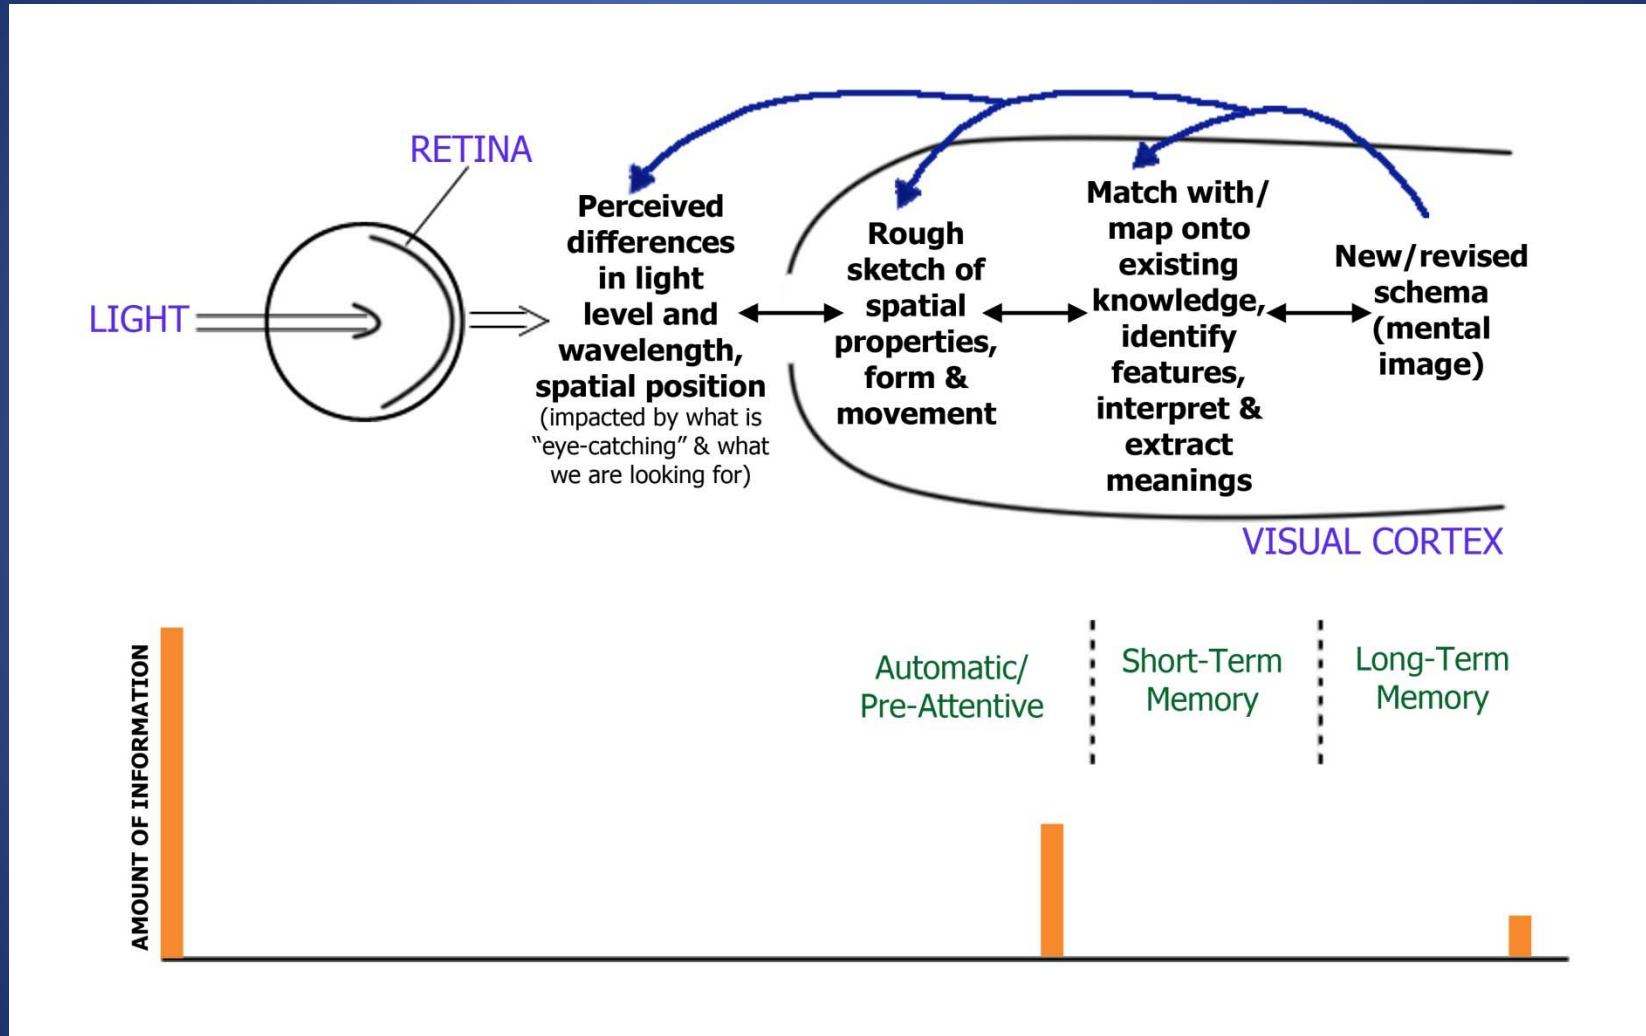 RETINA
LIGHT
Perceived
differences
in light
level and
wavelength,
spatial position
(impacted by what is
“eye-catching” & what
we are looking for)
Rough
sketch of
spatial
properties,
form &
movement
Match with/
map onto
existing
knowledge,
identify
features,
interpret &
extract
meanings
New/revised
schema
(mental
image)
VISUAL CORTEX
AMOUNT OF INFORMATION
Automatic/
Pre-Attentive
Short-Term
Memory
Long-Term
Memory